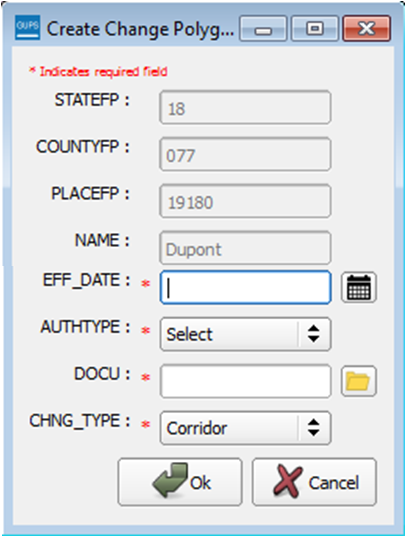 GUPS Create Change Polyg...
* Indicates required field
STATEFP : 18
COUNTYFP : 077
PLACEFP : 19180
NAME : Dupont
EFF_DATE : *
AUTHTYPE : * Select
DOCU : *
CHNG_TYPE : * Corridor
Ok Cancel